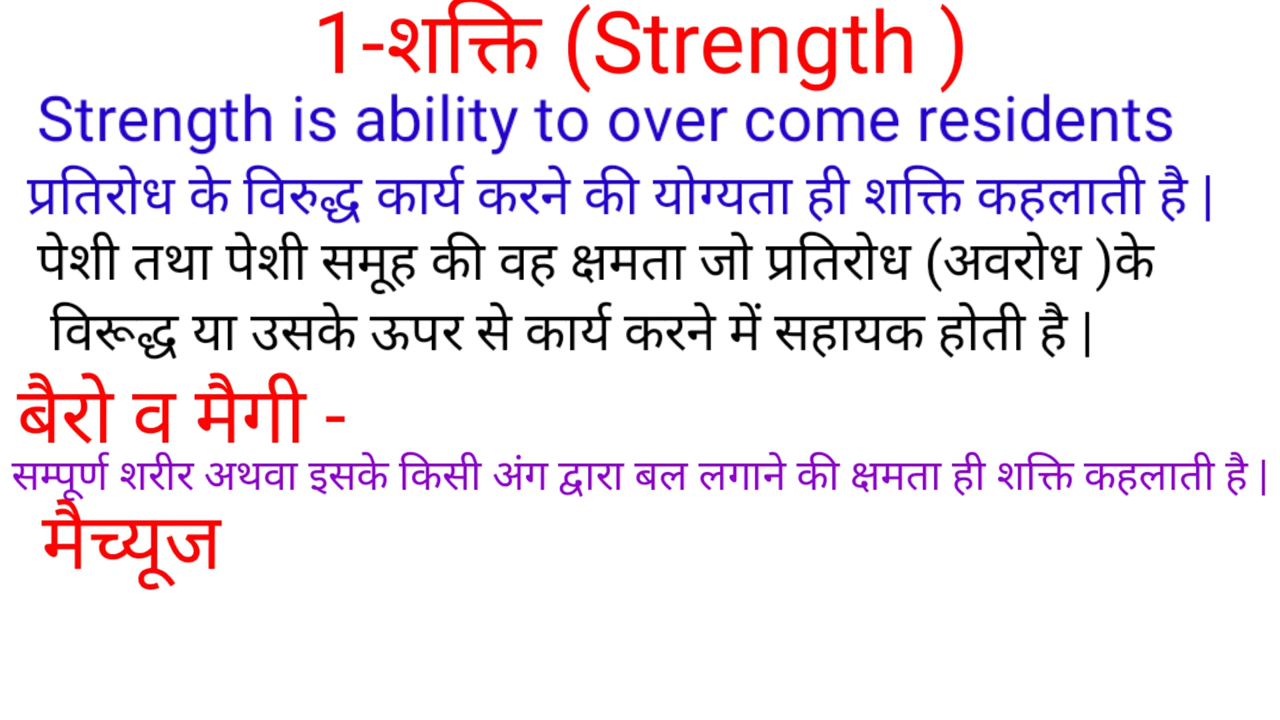 1-शक्ति (Strength )
Strength is ability to over come residents
प्रतिरोध के विरुद्ध कार्य करने की योग्यता ही शक्ति कहलाती है |
पेशी तथा पेशी समूह की वह क्षमता जो प्रतिरोध (अवरोध )के
विरूद्ध या उसके ऊपर से कार्य करने में सहायक होती है |
बैरो व मैगी -
सम्पूर्ण शरीर अथवा इसके किसी अंग द्वारा बल लगाने की क्षमता ही शक्ति कहलाती है |
मैच्यूज